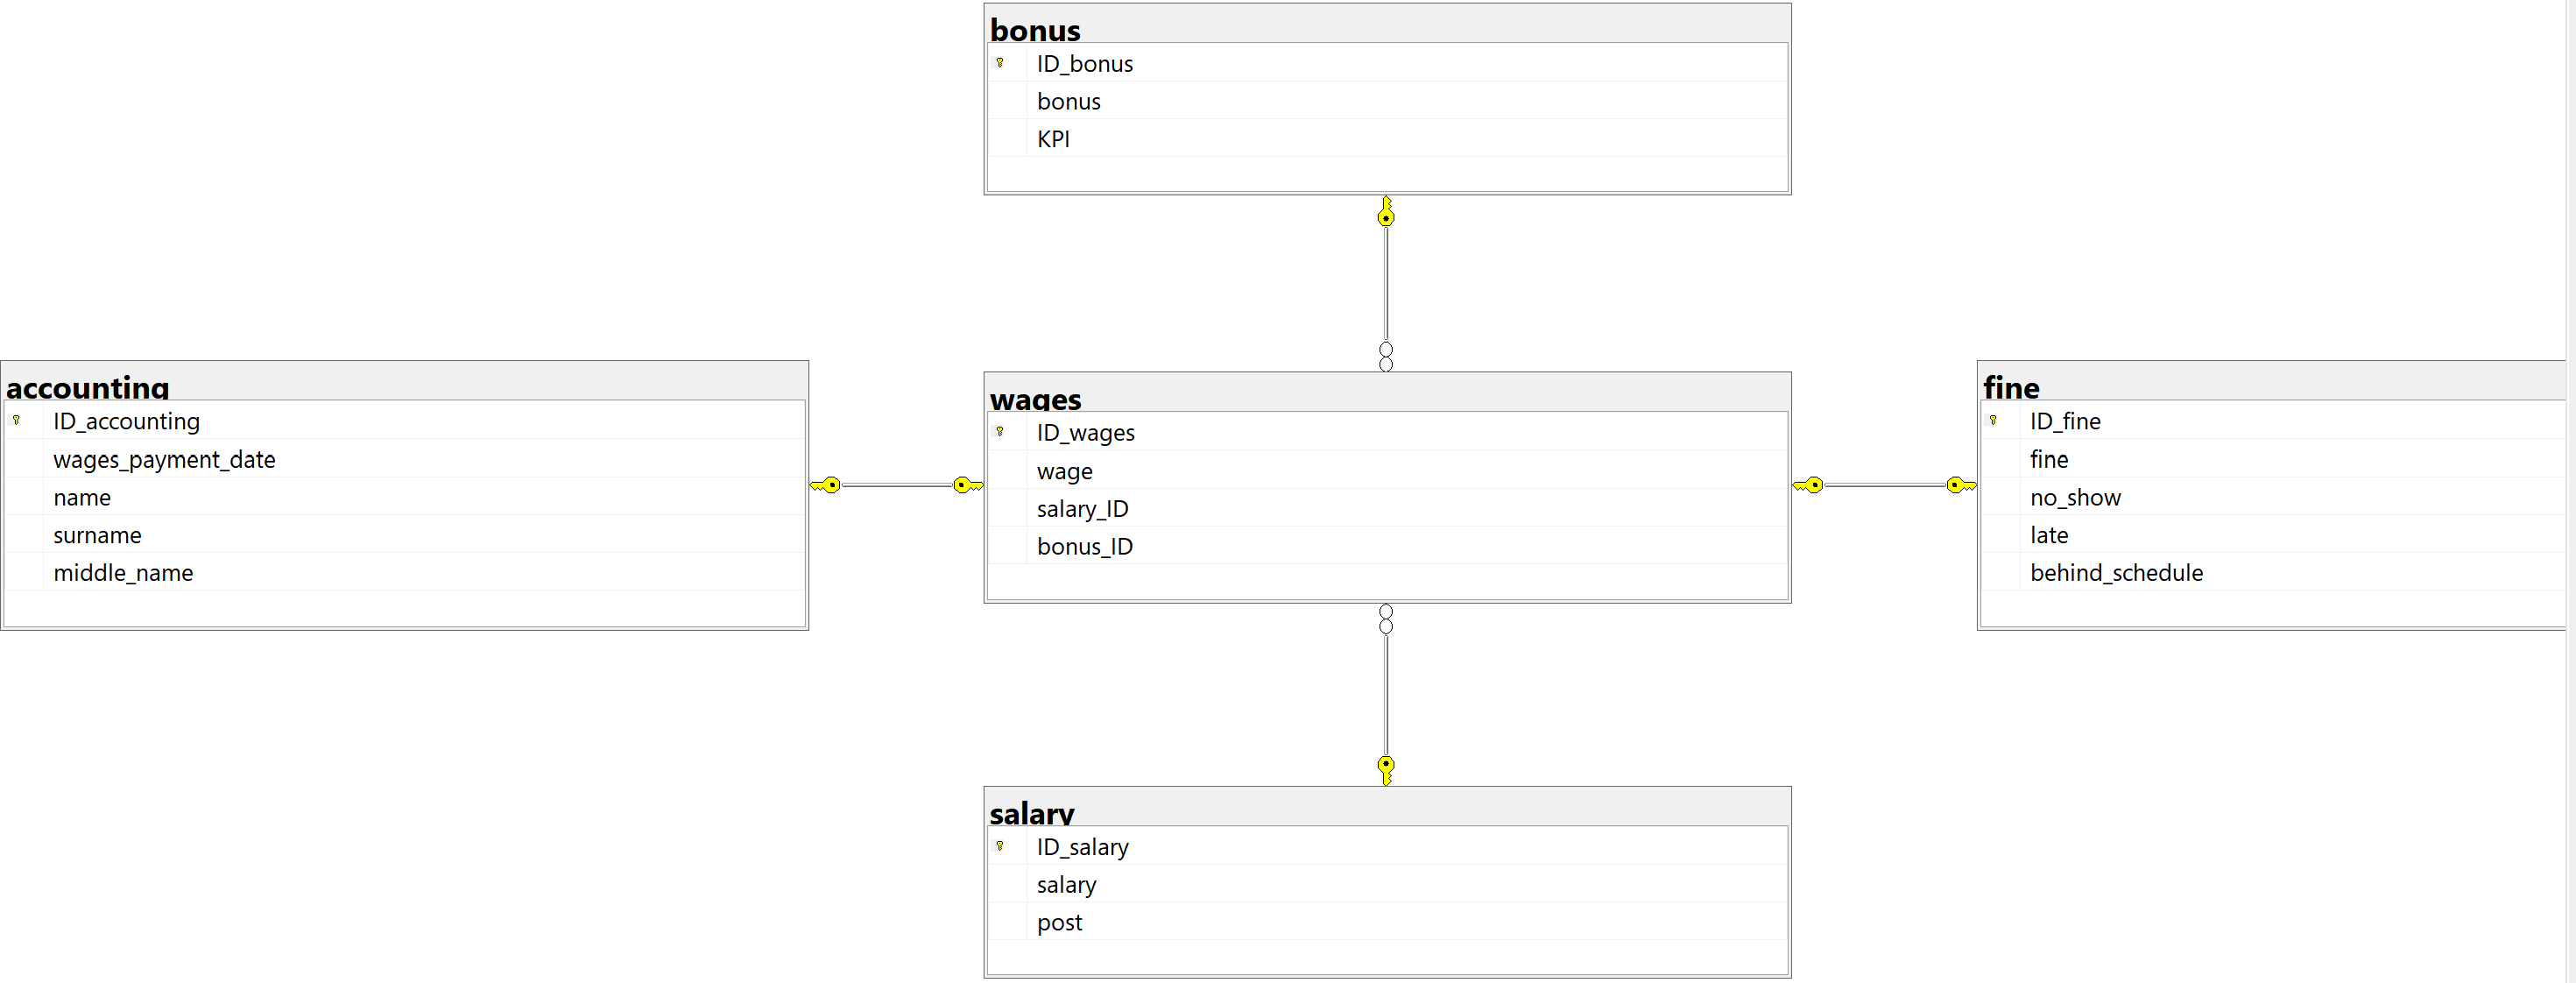 bonus
ID_bonus
bonus
KPI
accounting
ID_accounting
wages_payment_date
name
surname
middle_name
wages
ID_wages
wage
salary_ID
bonus_ID
fine
ID_fine
fine
no_show
late
behind_schedule
salary
ID_salary
salary
post